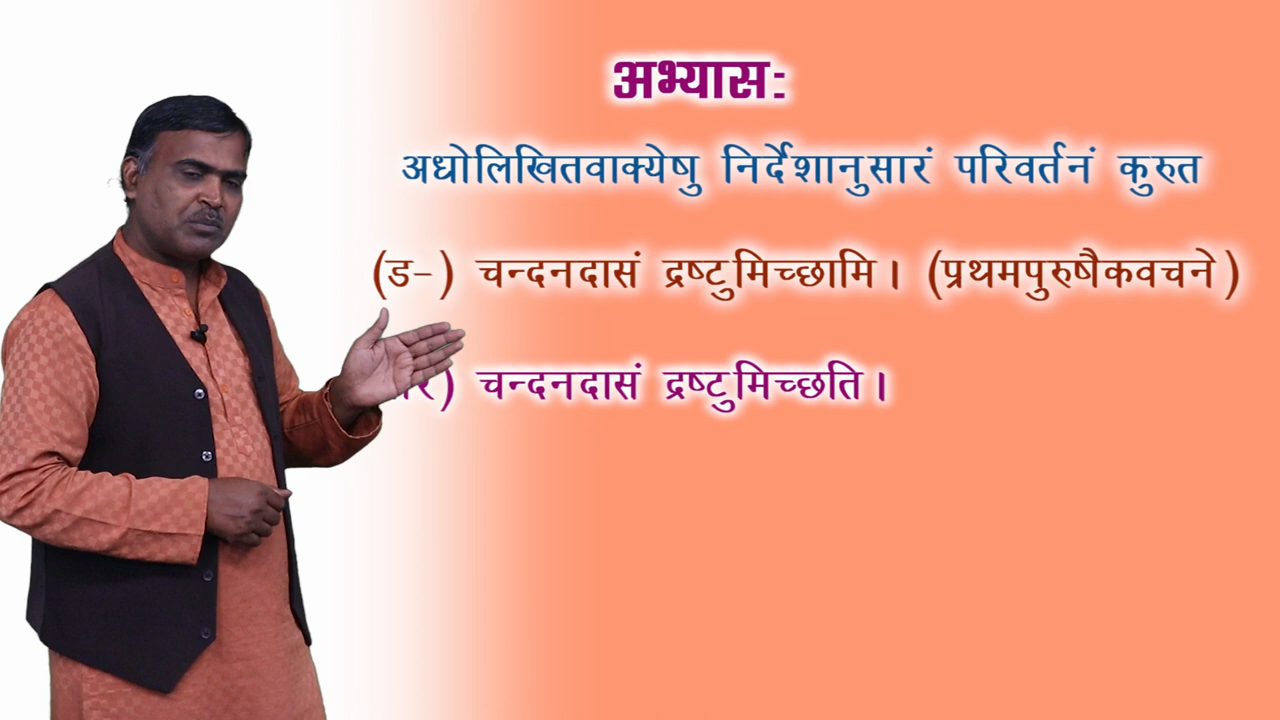 अभ्यासः
अधोलिखितवाक्येषु निर्देशानुसारं परिवर्तनं कुरुत
(ड-) चन्दनदासं द्रष्टुमिच्छामि। (प्रथमपुरुषैकवचने)
चन्दनदासं द्रष्टुमिच्छति।